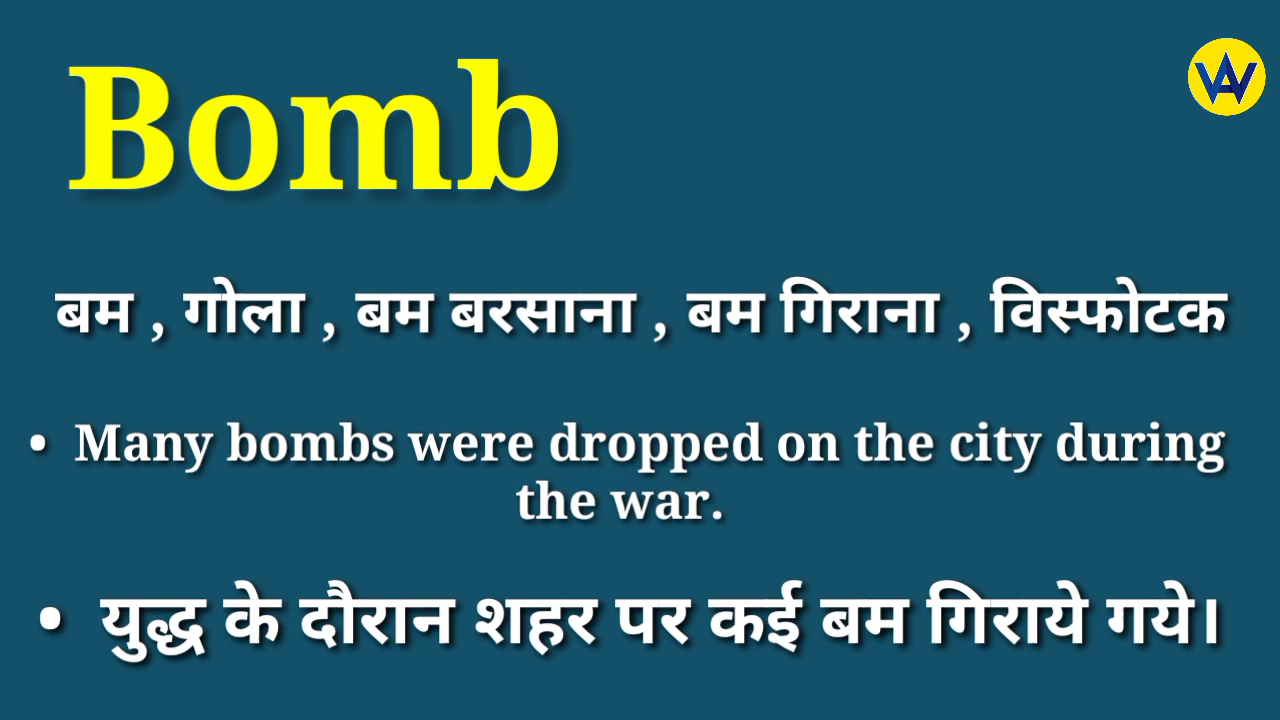 Bomb
बम , गोला , बम बरसाना , बम गिराना , विस्फोटक
• Many bombs were dropped on the city during
the war.
• युद्ध के दौरान शहर पर कई बम गिराये गये।